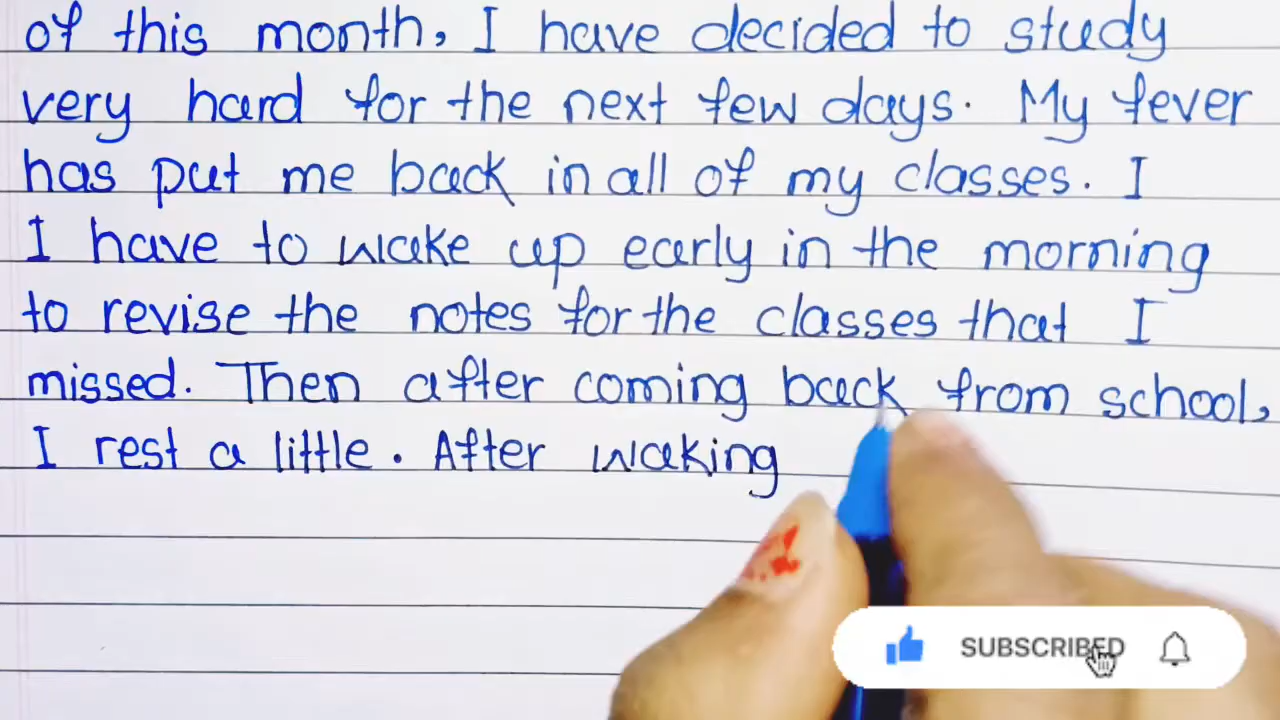 of this month, I have decided to study
very hard for the next few days. My fever
has put me back in all of my classes. I
I have to wake up early in the morning
to revise the notes for the classes that I
missed. Then after coming back from school,
I rest a little. After waking
SUBSCRIBED